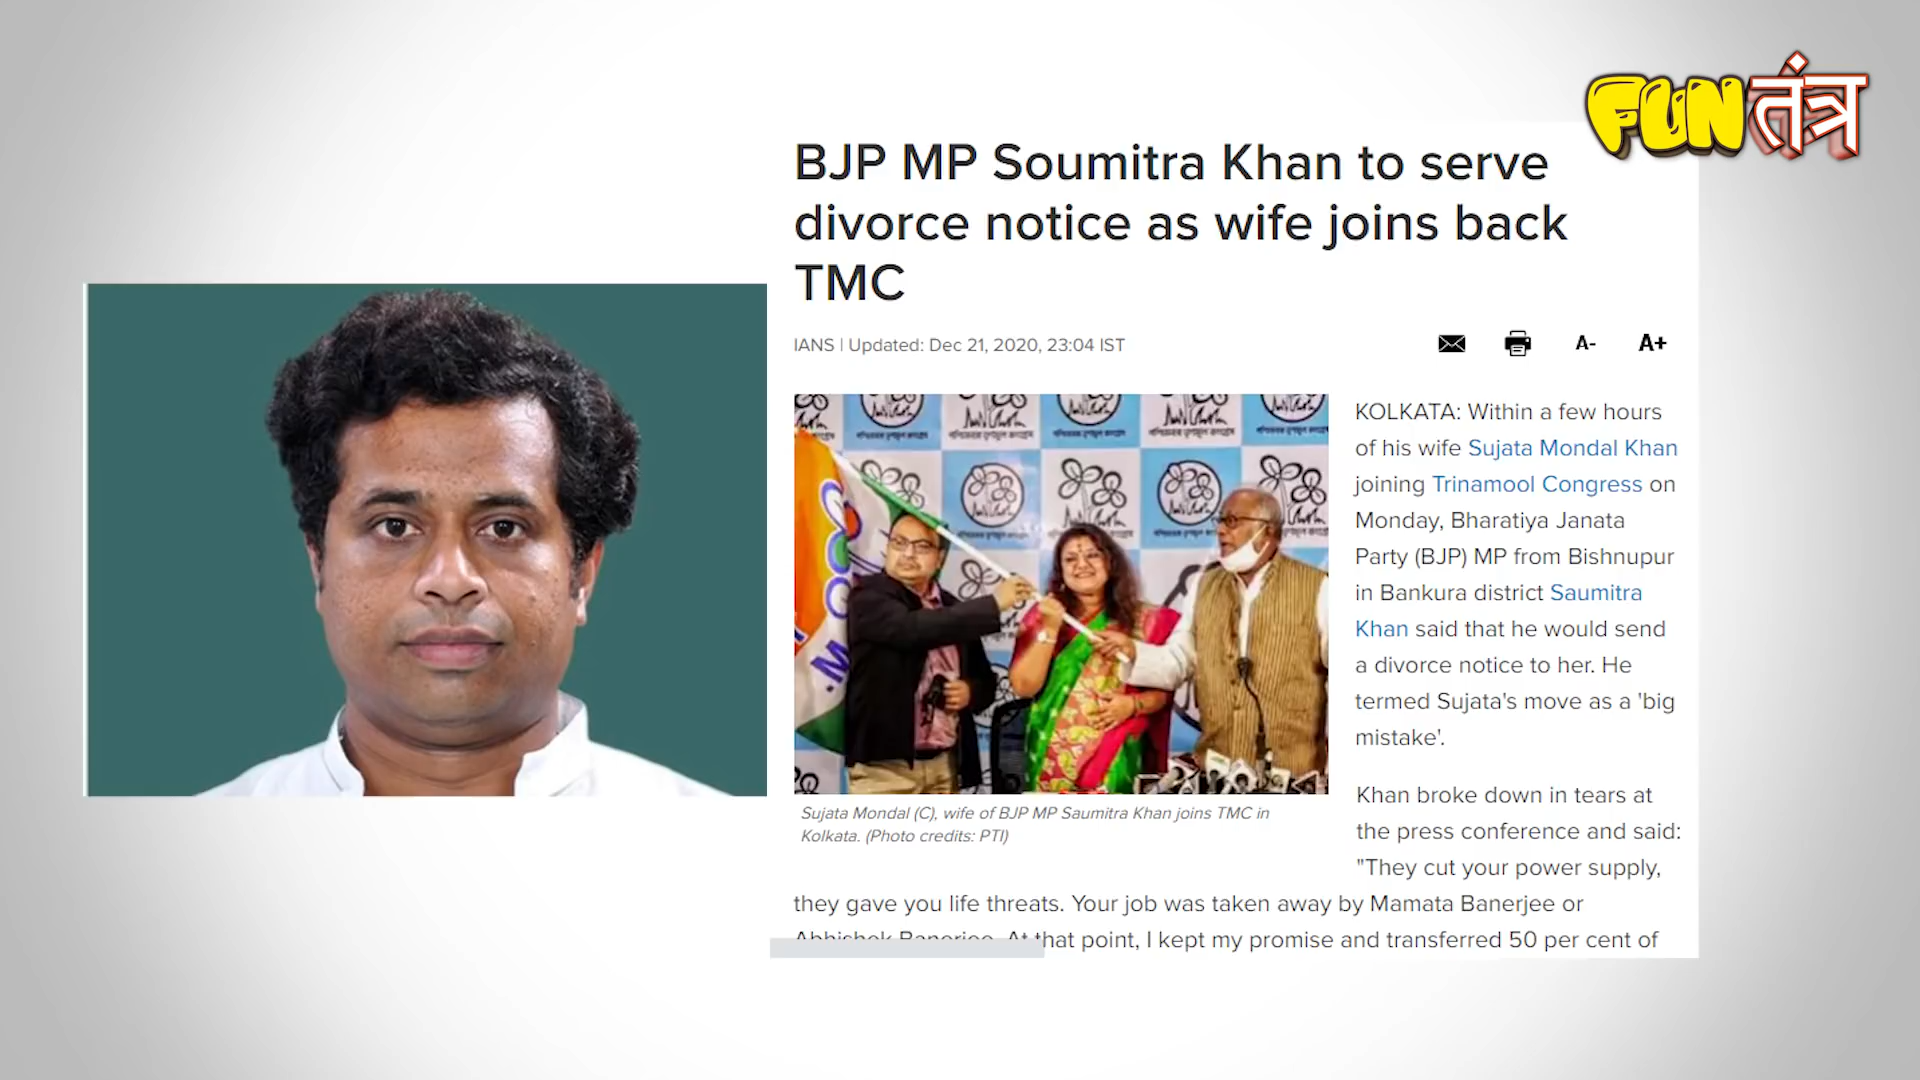 FUNतंत्र
BJP MP Soumitra Khan to serve
divorce notice as wife joins back
TMC
IANS | Updated: Dec 21, 2020, 23:04 IST
A- A+
KOLKATA: Within a few hours
of his wife Sujata Mondal Khan
joining Trinamool Congress on
Monday, Bharatiya Janata
Party (BJP) MP from Bishnupur
in Bankura district Saumitra
Khan said that he would send
a divorce notice to her. He
termed Sujata's move as a 'big
mistake'.
Sujata Mondal (C), wife of BJP MP Saumitra Khan joins TMC in
Kolkata. (Photo credits: PTI)
Khan broke down in tears at
the press conference and said:
"They cut your power supply,
they gave you life threats. Your job was taken away by Mamata Banerjee or
Abhishek Banerjee. At that point, I kept my promise and transferred 50 per cent of